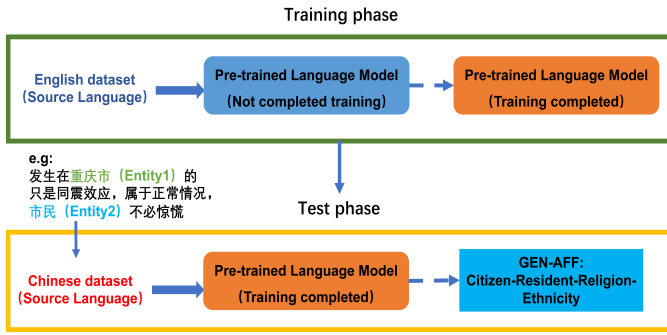 Training phase
English dataset
(Source Language)
Pre-trained Language Model
(Not completed training)
Pre-trained Language Model
(Training completed)
e.g:
发生在重庆市（Entity1）的
只是同震效应，属于正常情况，
市民（Entity2）不必惊慌
Test phase
Chinese dataset
(Source Language)
Pre-trained Language Model
(Training completed)
GEN-AFF:
Citizen-Resident-Religion-
Ethnicity